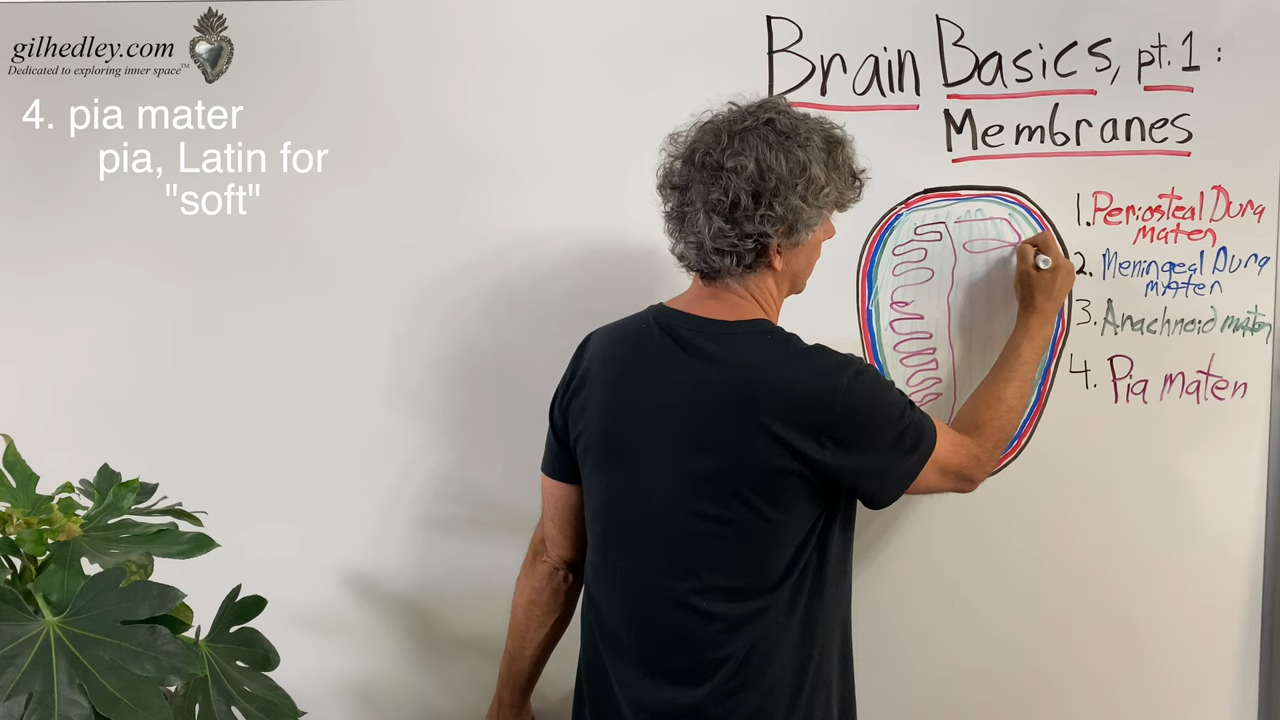 gilhedley.com
Dedicated to exploring inner space™
4. pia mater
pia, Latin for
"soft"
Brain Basics, pt. 1 :
Membranes
1. Periosteal Dura
mater
2. Meningeal Dura
mater
3. Arachnoid mater
4. Pia mater